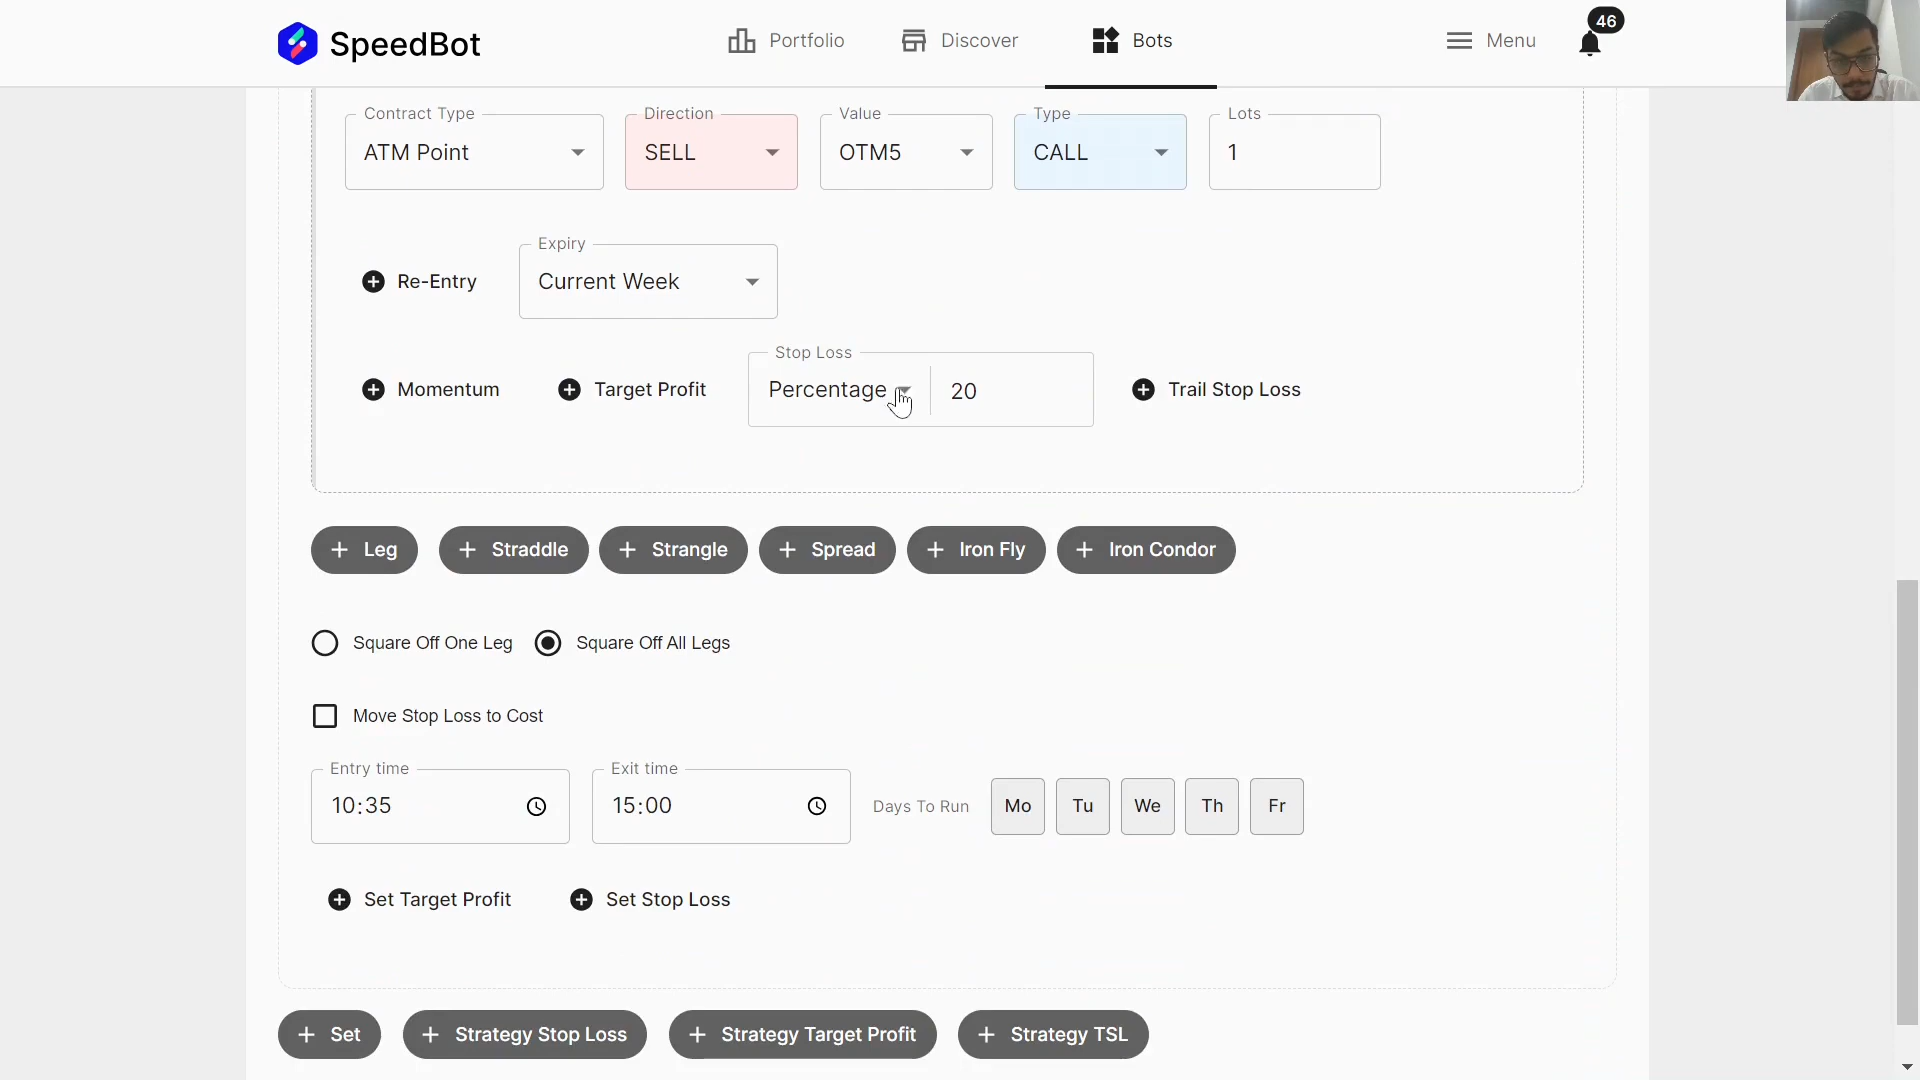 SpeedBot
Portfolio
Discover
Bots
Menu
46
Contract Type
ATM Point
Direction
SELL
Value
OTM5
Type
CALL
Lots
1
Re-Entry
Expiry
Current Week
Momentum
Target Profit
Stop Loss
Percentage
20
Trail Stop Loss
+ Leg
+ Straddle
+ Strangle
+ Spread
+ Iron Fly
+ Iron Condor
Square Off One Leg
Square Off All Legs
Move Stop Loss to Cost
Entry time
10:35
Exit time
15:00
Days To Run
Mo
Tu
We
Th
Fr
Set Target Profit
Set Stop Loss
+ Set
+ Strategy Stop Loss
+ Strategy Target Profit
+ Strategy TSL